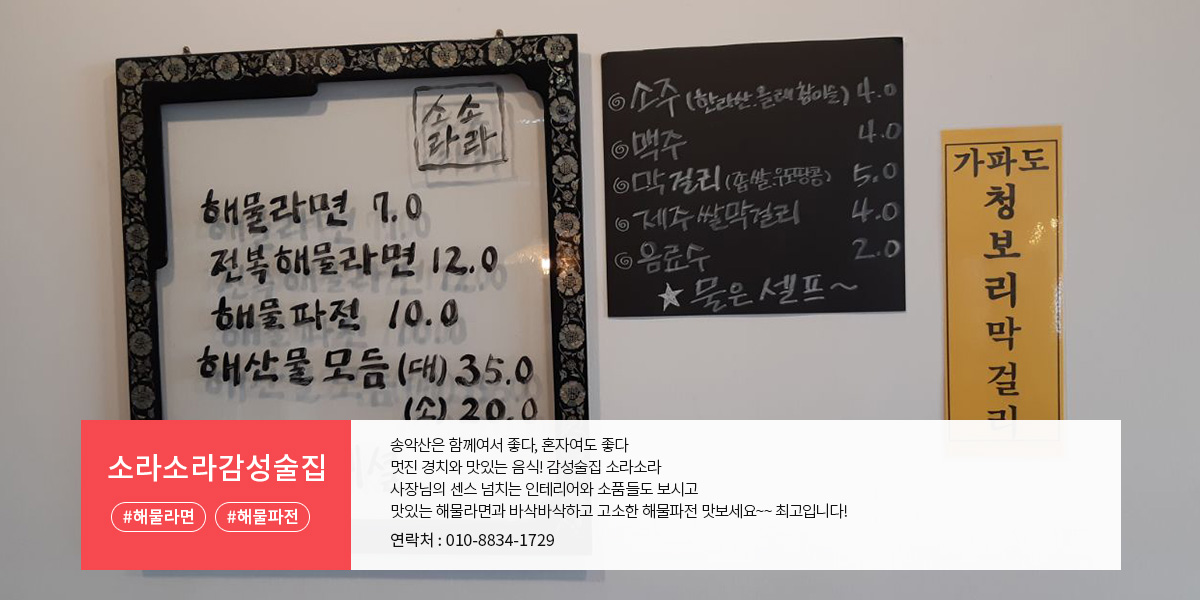 소소
라라
해물라면 7.0
전복해물라면 12.0
해물파전 10.0
해산물모듬 (대) 35.0
(소) 20.0
소주 (한라산.올레.참이슬) 4.0
맥주 4.0
막걸리 (좁쌀.우도땅콩) 5.0
제주쌀막걸리 4.0
음료수 2.0
★ 물은 셀프~
가파도
청보리막걸리
소라소라감성술집
#해물라면 #해물파전
송악산은 함께여서 좋다, 혼자여도 좋다
멋진 경치와 맛있는 음식! 감성술집 소라소라
사장님의 센스 넘치는 인테리어와 소품들도 보시고
맛있는 해물라면과 바삭바삭하고 고소한 해물파전 맛보세요~~ 최고입니다!
연락처 : 010-8834-1729